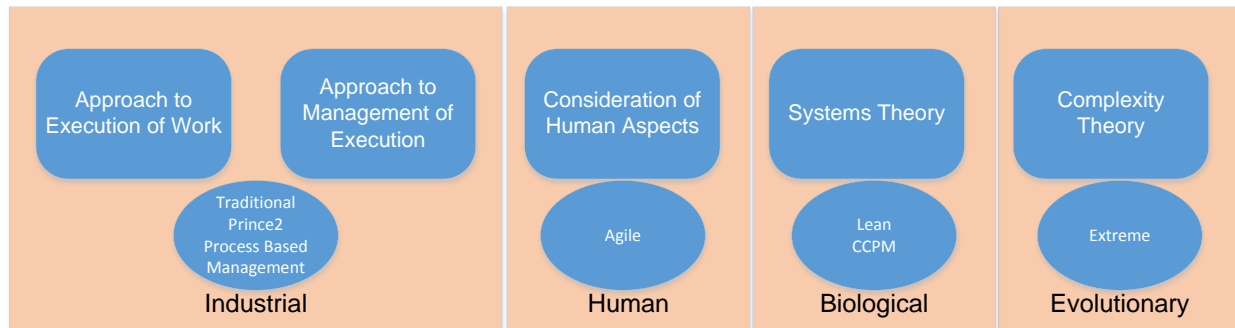 Approach to
Execution of Work
Approach to
Management of
Execution
Traditional
Prince2
Process Based
Management
Industrial
Consideration of
Human Aspects
Agile
Human
Systems Theory
Lean
CCPM
Biological
Complexity
Theory
Extreme
Evolutionary